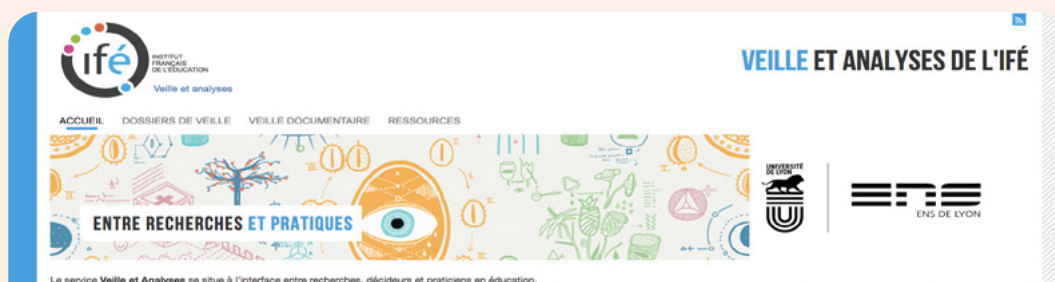 ifé
INSTITUT
FRANÇAIS
DE L'EDUCATION
Veille et analyses
VEILLE ET ANALYSES DE L'IFÉ
ACCUEIL DOSSIERS DE VEILLE VEILLE DOCUMENTAIRE RESSOURCES
ENTRE RECHERCHES ET PRATIQUES
UNIVERSITÉ
DE LYON
ENS
ENS DE LYON
Le service Veille et Analyses se situe à l'interface entre recherches, décideurs et praticiens en éducation.